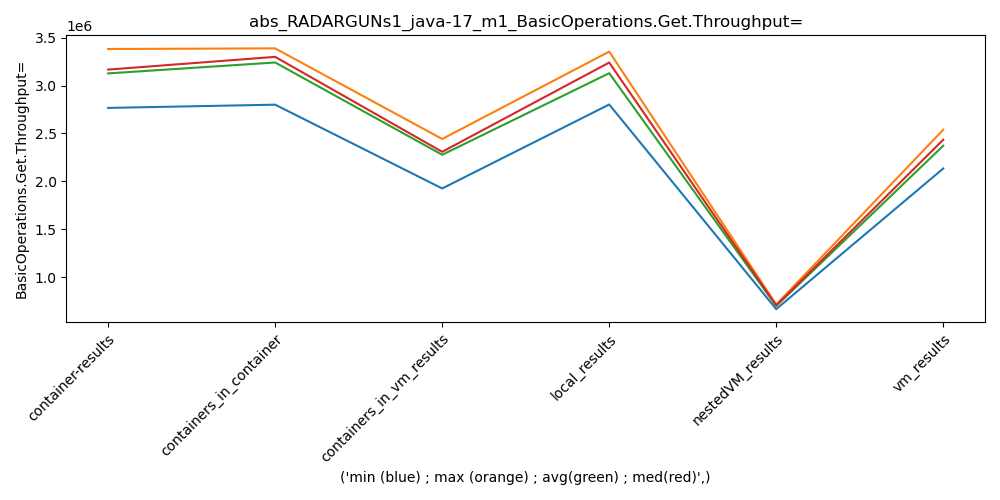 abs_RADARGUNs1_java-17_m1_BasicOperations.Get.Throughput=
1e6
3.5
3.0
2.5
2.0
1.5
1.0
BasicOperations.Get.Throughput=
container-results
containers_in_container
containers_in_vm_results
local_results
nestedVM_results
vm_results
('min (blue) ; max (orange) ; avg(green) ; med(red)',)